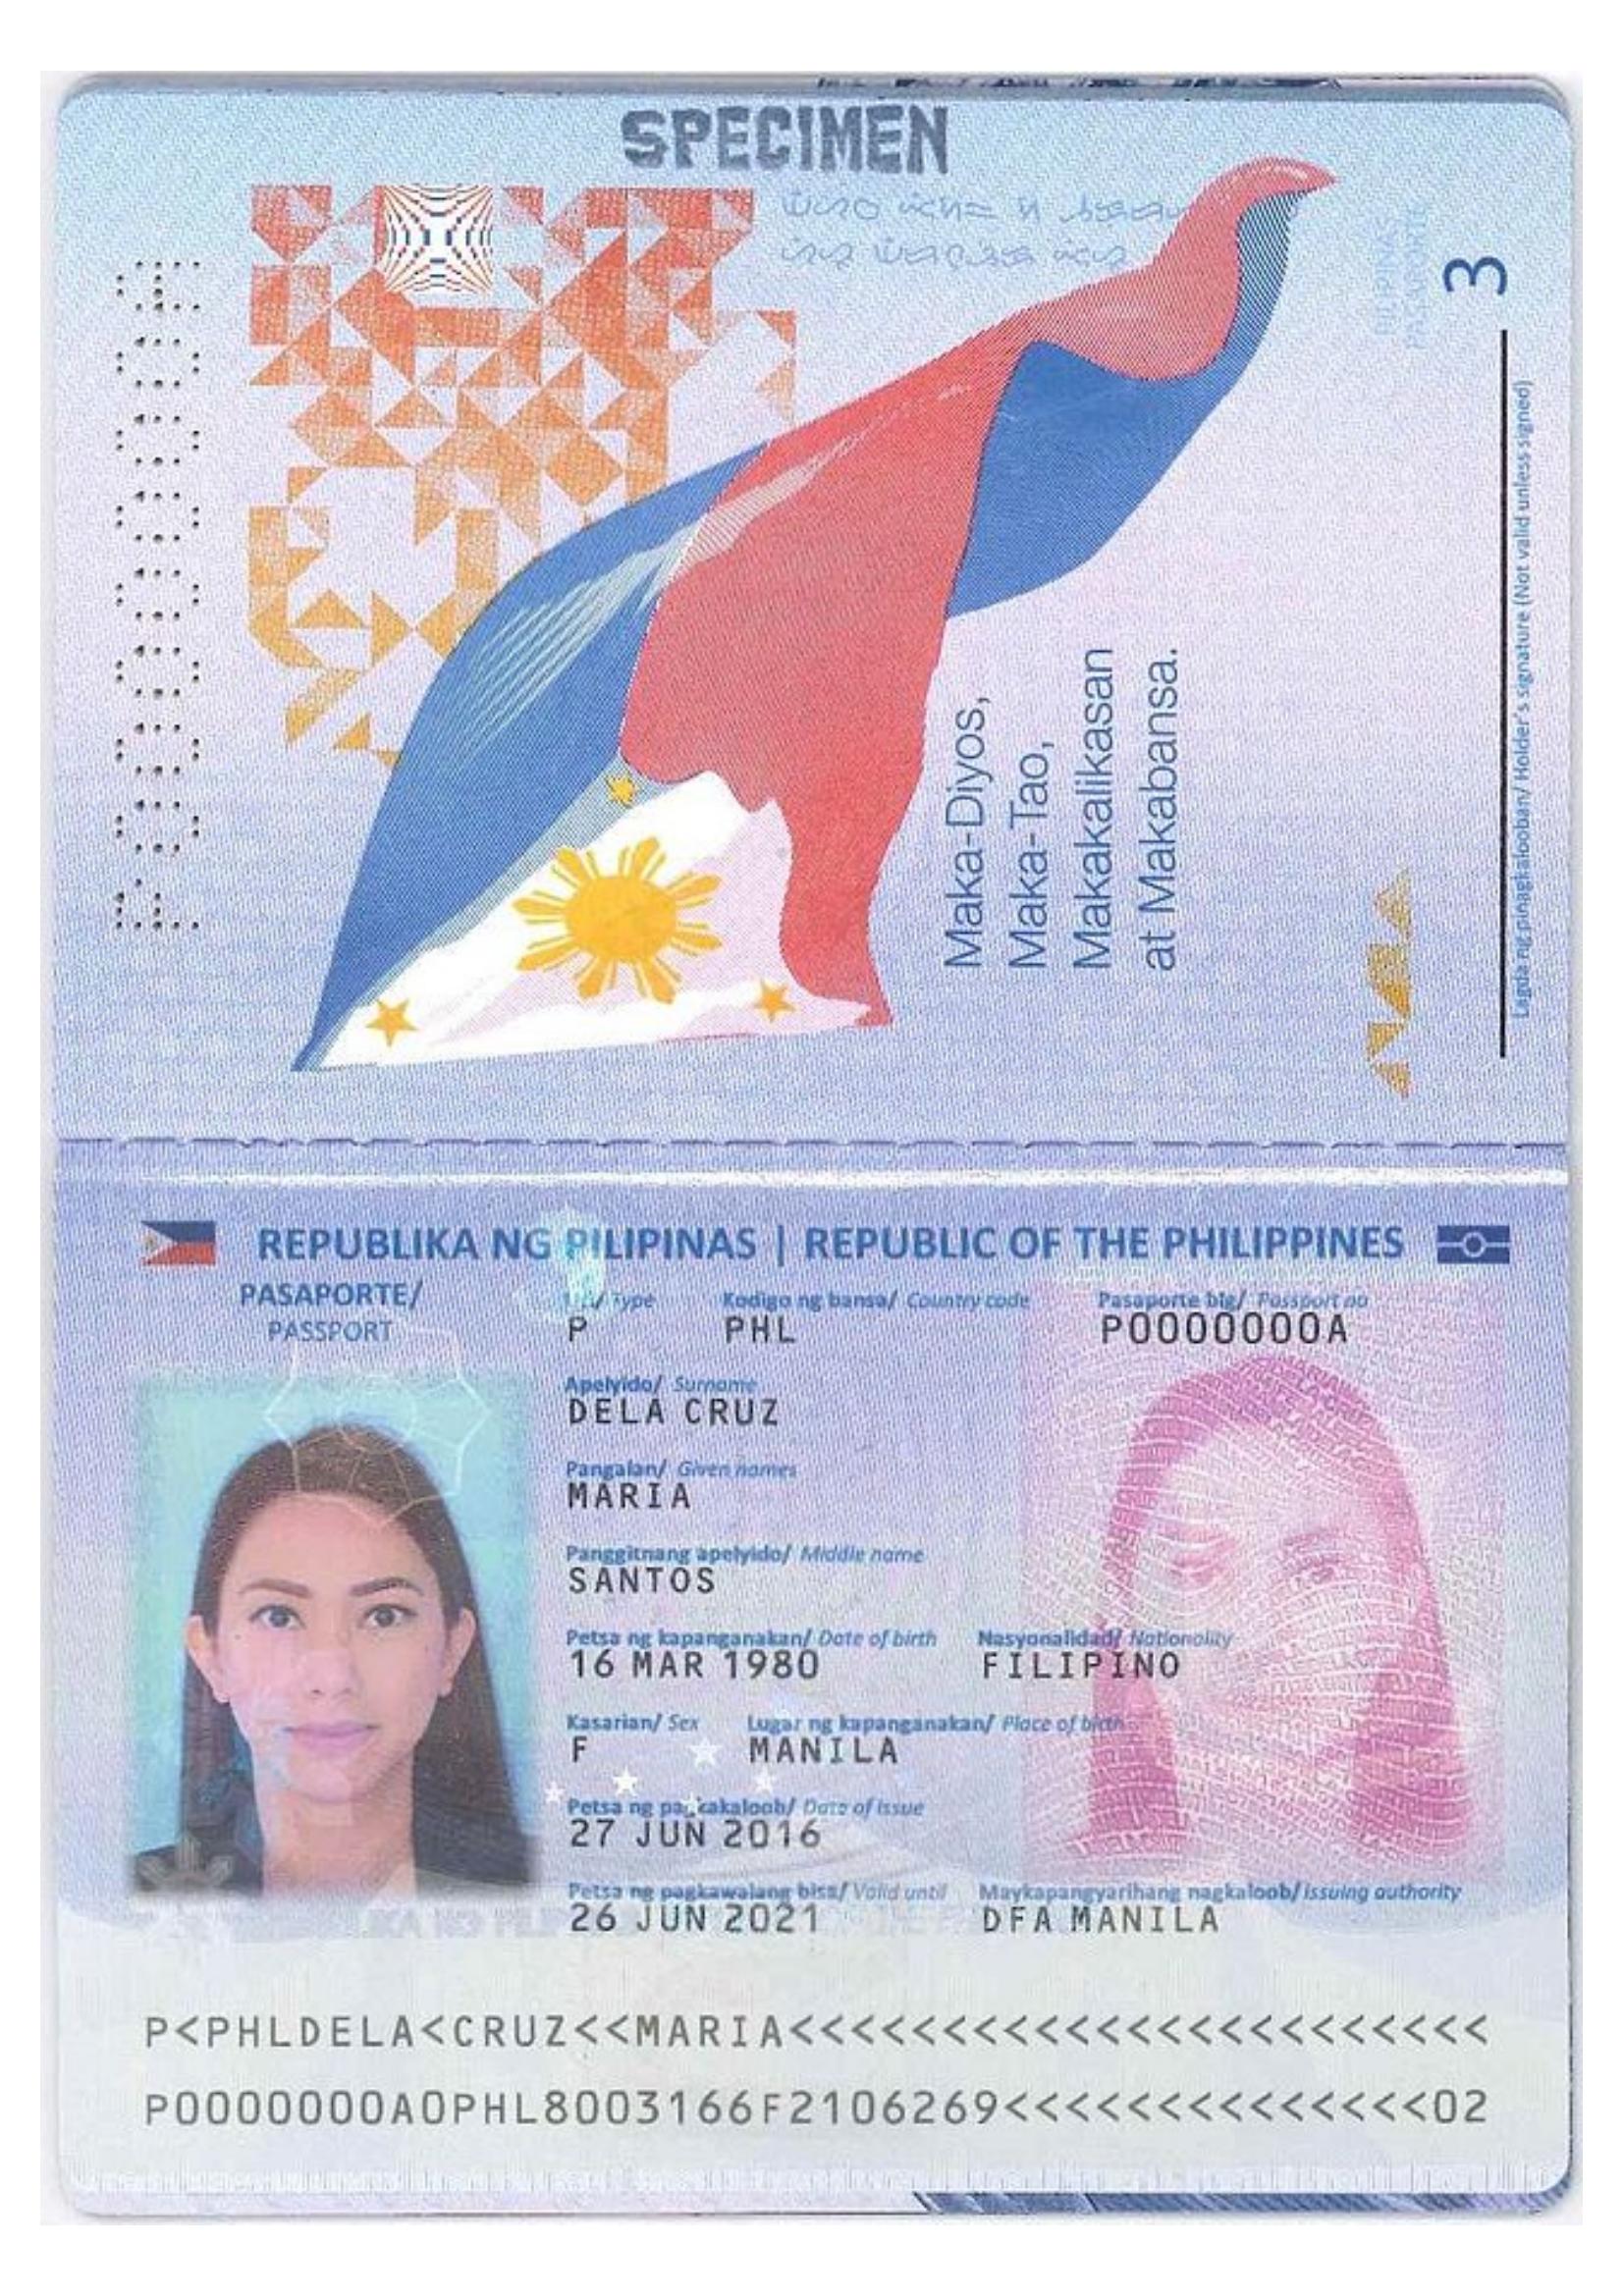 SPECIMEN
3
Maka-Diyos,
Maka-Tao,
Makakalikasan
at Makabansa.
PILIPINAS
PASAPORTE
Lagda ng pinagkalooban/ Holder's signature (Not valid unless signed)
P0000000A
REPUBLIKA NG PILIPINAS | REPUBLIC OF THE PHILIPPINES
PASAPORTE/
PASSPORT
Type Kodigo ng bansa/ Country code Pasaporte blg/ Passport no
P PHL P0000000A
Apelyido/ Surname
DELA CRUZ
Pangalan/ Given names
MARIA
Panggitnang apelyido/ Middle name
SANTOS
Petsa ng kapanganakan/ Date of birth Nasyonalidad/ Nationality
16 MAR 1980 FILIPINO
Kasarian/ Sex Lugar ng kapanganakan/ Place of birth
F MANILA
Petsa ng pagkakaloob/ Date of issue
27 JUN 2016
Petsa ng pagkawalang bisa/ Valid until Maykapangyarihang nagkaloob/ Issuing authority
26 JUN 2021 DFA MANILA
P<PHLDELA<CRUZ<<MARIA<<<<<<<<<<<<<<<<<<<<<<<
P0000000A0PHL8003166F2106269<<<<<<<<<<<<<<02